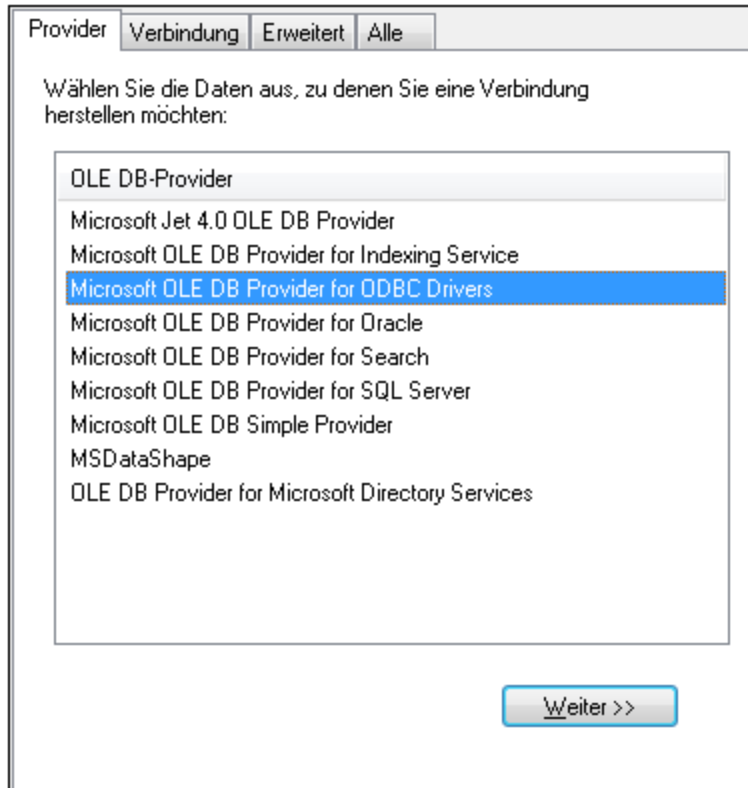 Provider Verbindung Erweitert Alle
Wählen Sie die Daten aus, zu denen Sie eine Verbindung
herstellen möchten:
OLE DB-Provider
Microsoft Jet 4.0 OLE DB Provider
Microsoft OLE DB Provider for Indexing Service
Microsoft OLE DB Provider for ODBC Drivers
Microsoft OLE DB Provider for Oracle
Microsoft OLE DB Provider for Search
Microsoft OLE DB Provider for SQL Server
Microsoft OLE DB Simple Provider
MSDataShape
OLE DB Provider for Microsoft Directory Services
Weiter >>